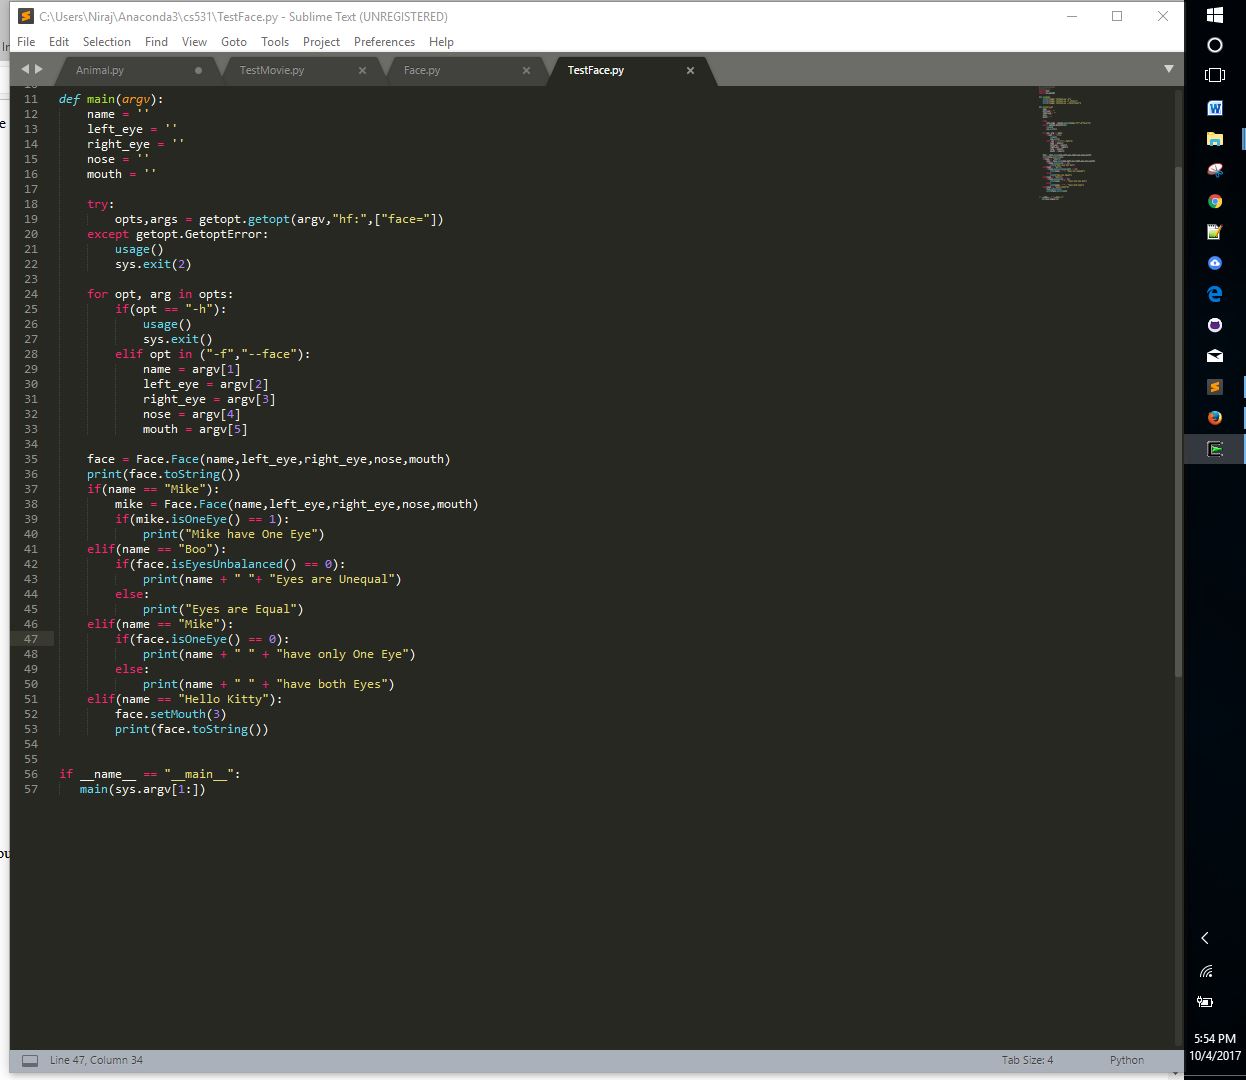 C:\Users\Niraj\Anaconda3\cs531\TestFace.py - Sublime Text (UNREGISTERED)
File Edit Selection Find View Goto Tools Project Preferences Help
Animal.py TestMovie.py Face.py TestFace.py
11 def main(argv):
12 name = ''
13 left_eye = ''
14 right_eye = ''
15 nose = ''
16 mouth = ''
17
18 try:
19 opts,args = getopt.getopt(argv,"hf:",["face="])
20 except getopt.GetoptError:
21 usage()
22 sys.exit(2)
23
24 for opt, arg in opts:
25 if(opt == "-h"):
26 usage()
27 sys.exit()
28 elif opt in ("-f","--face"):
29 name = argv[1]
30 left_eye = argv[2]
31 right_eye = argv[3]
32 nose = argv[4]
33 mouth = argv[5]
34
35 face = Face.Face(name,left_eye,right_eye,nose,mouth)
36 print(face.toString())
37 if(name == "Mike"):
38 mike = Face.Face(name,left_eye,right_eye,nose,mouth)
39 if(mike.isOneEye() == 1):
40 print("Mike have One Eye")
41 elif(name == "Boo"):
42 if(face.isEyesUnbalanced() == 0):
43 print(name + " "+ "Eyes are Unequal")
44 else:
45 print("Eyes are Equal")
46 elif(name == "Mike"):
47 if(face.isOneEye() == 0):
48 print(name + " " + "have only One Eye")
49 else:
50 print(name + " " + "have both Eyes")
51 elif(name == "Hello Kitty"):
52 face.setMouth(3)
53 print(face.toString())
54
55
56 if __name__ == "__main__":
57 main(sys.argv[1:])
Line 47, Column 34 Tab Size: 4 Python
5:54 PM
10/4/2017